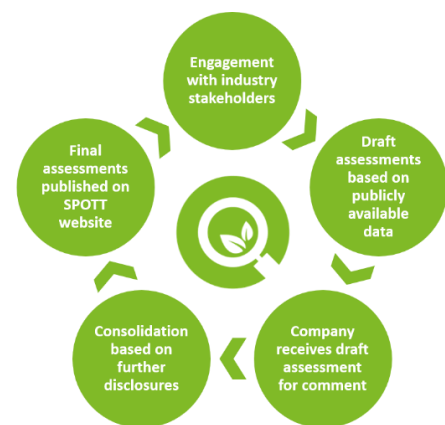 Engagement
with industry
stakeholders
Draft
assessments
based on
publicly
available
data
Company
receives draft
assessment
for comment
Consolidation
based on
further
disclosures
Final
assessments
published on
SPOTT
website